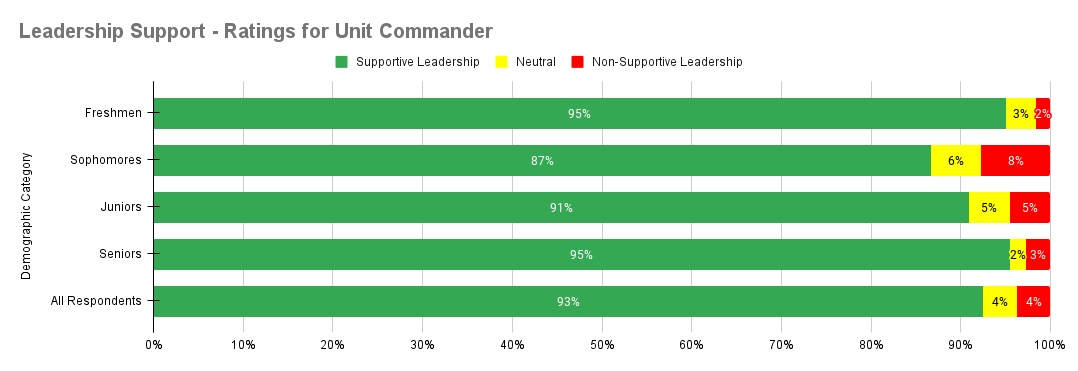 Leadership Support - Ratings for Unit Commander
Supportive Leadership Neutral Non-Supportive Leadership
Demographic Category
Freshmen 95% 3% 2%
Sophomores 87% 6% 8%
Juniors 91% 5% 5%
Seniors 95% 2% 3%
All Respondents 93% 4% 4%
0% 10% 20% 30% 40% 50% 60% 70% 80% 90% 100%